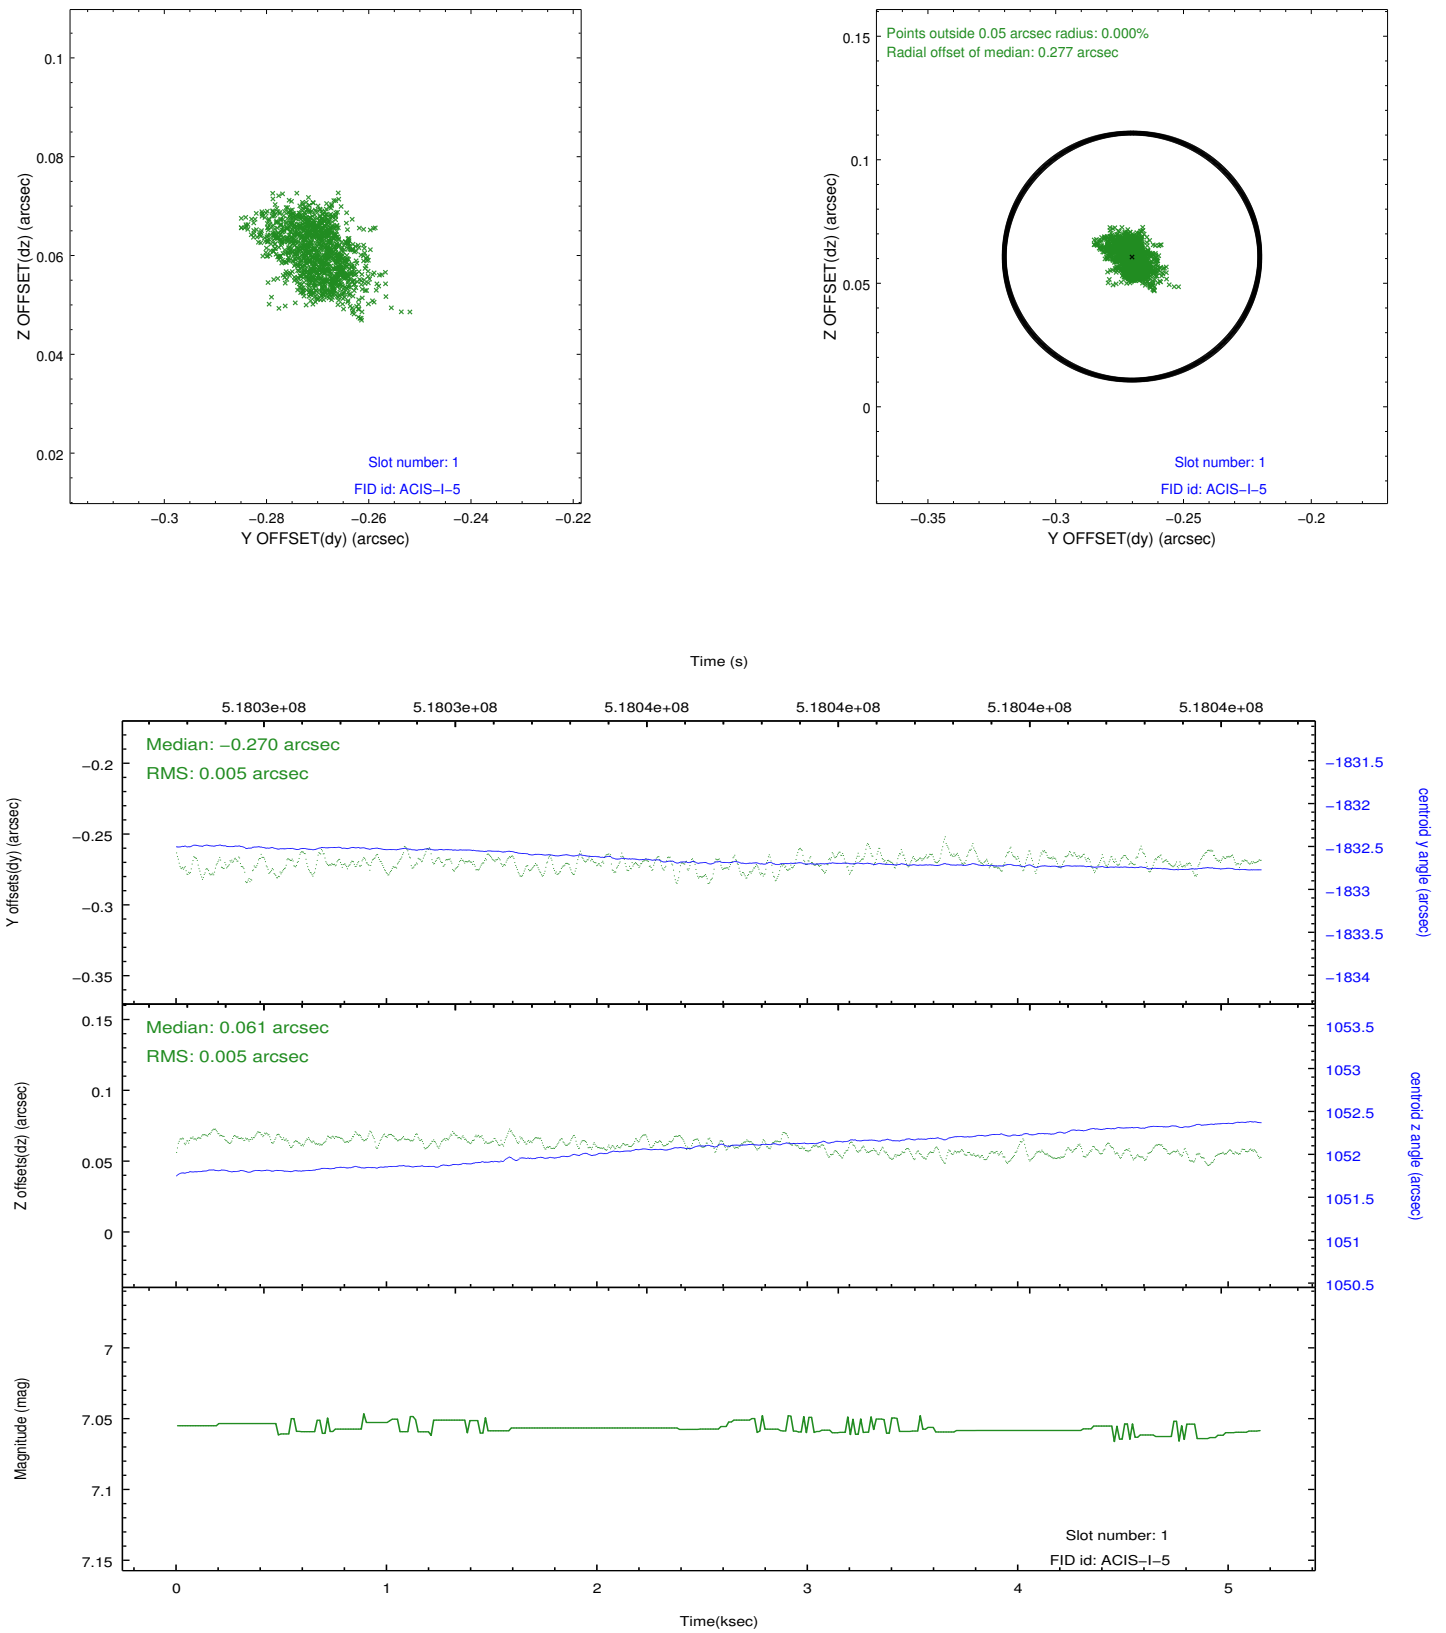 0.1
0.08
0.06
0.04
0.02
Z OFFSET(dz) (arcsec)
Slot number: 1
FID id: ACIS−I−5
−0.3
−0.28
−0.26
−0.24
−0.22
Y OFFSET(dy) (arcsec)
Points outside 0.05 arcsec radius: 0.000%
Radial offset of median: 0.277 arcsec
0.15
0.1
0.05
0
Z OFFSET(dz) (arcsec)
Slot number: 1
FID id: ACIS−I−5
−0.35
−0.3
−0.25
−0.2
Y OFFSET(dy) (arcsec)
Time (s)
5.1803e+08
5.1803e+08
5.1804e+08
5.1804e+08
5.1804e+08
5.1804e+08
Median: −0.270 arcsec
RMS: 0.005 arcsec
−0.2
−0.25
−0.3
−0.35
Y offsets(dy) (arcsec)
−1831.5
−1832
−1832.5
−1833
−1833.5
−1834
centroid y angle (arcsec)
Median: 0.061 arcsec
RMS: 0.005 arcsec
0.15
0.1
0.05
0
Z offsets(dz) (arcsec)
1053.5
1053
1052.5
1052
1051.5
1051
1050.5
centroid z angle (arcsec)
7
7.05
7.1
7.15
Magnitude (mag)
Slot number: 1
FID id: ACIS−I−5
0
1
2
3
4
5
Time(ksec)